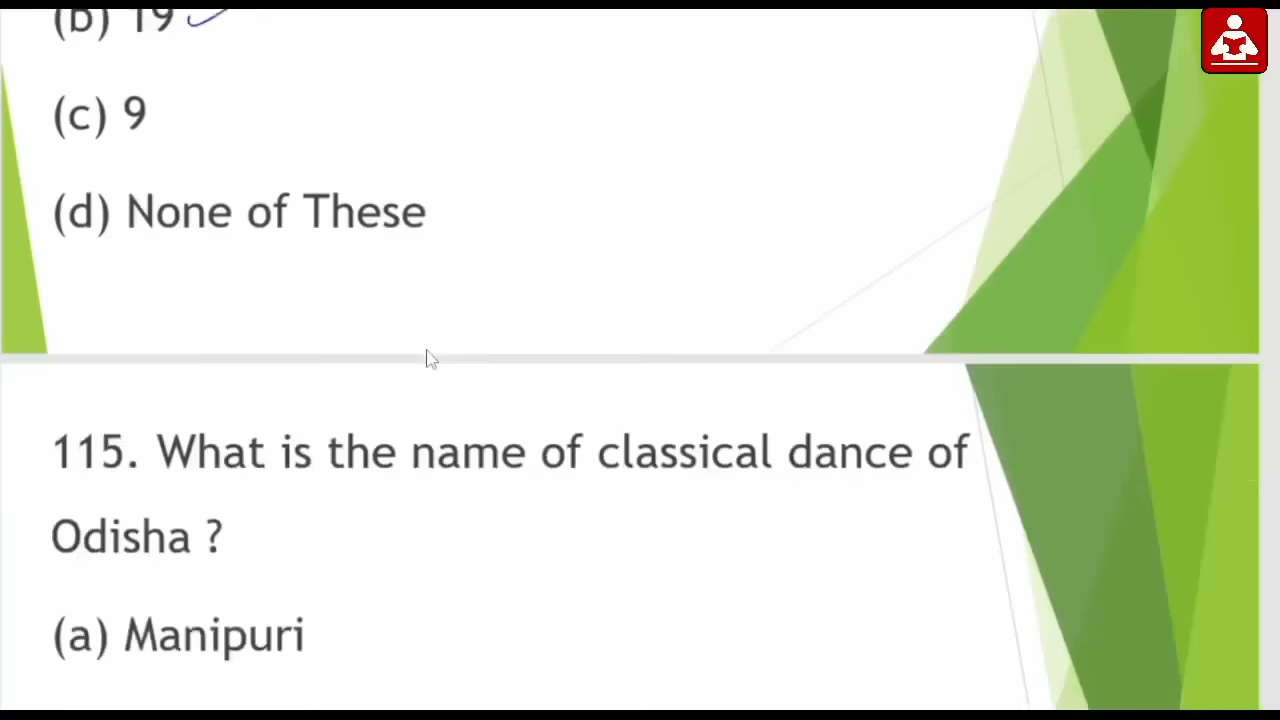 (b) 19
(c) 9
(d) None of These
115. What is the name of classical dance of
Odisha ?
(a) Manipuri